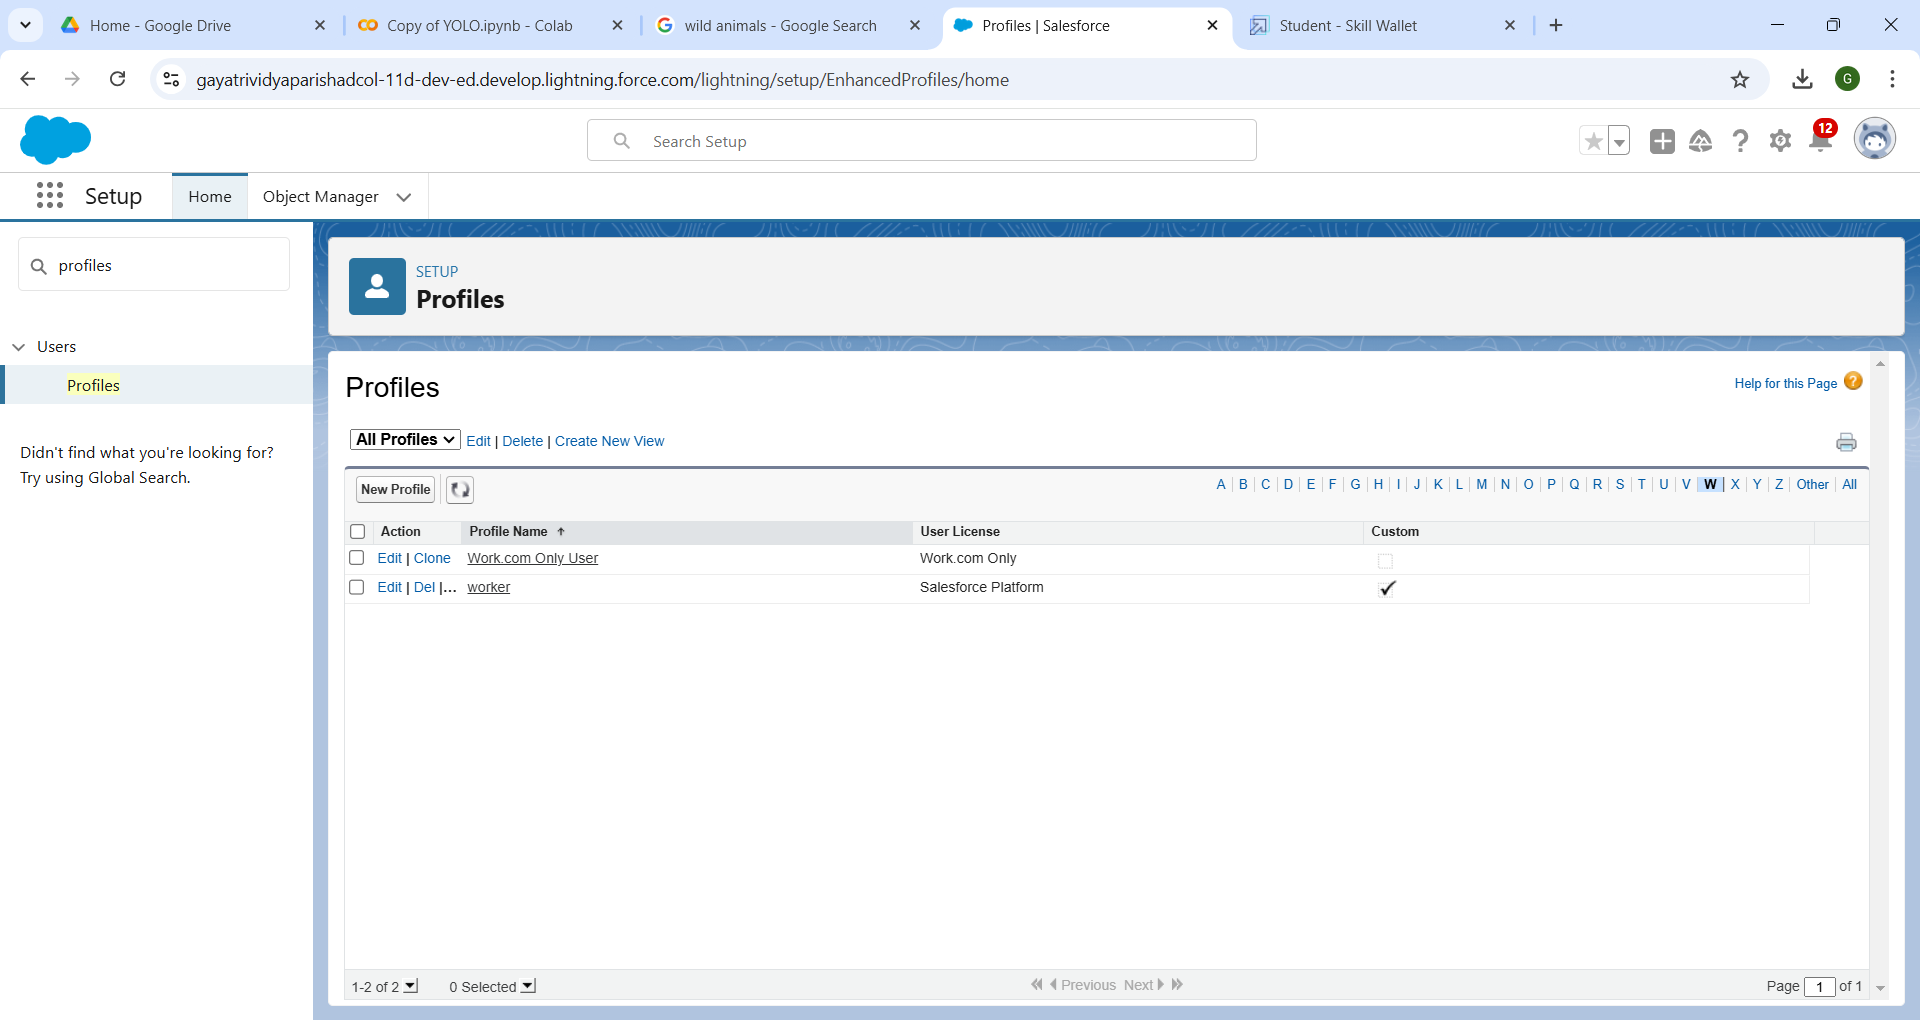 Home - Google Drive
Copy of YOLO.ipynb - Colab
wild animals - Google Search
Profiles | Salesforce
Student - Skill Wallet
gayatrividyaparishadcol-11d-dev-ed.develop.lightning.force.com/lightning/setup/EnhancedProfiles/home
G
Search Setup
12
Setup
Home
Object Manager
profiles
Users
Profiles
Didn't find what you're looking for?
Try using Global Search.
SETUP
Profiles
Profiles
Help for this Page ?
All Profiles Edit | Delete | Create New View
New Profile
A | B | C | D | E | F | G | H | I | J | K | L | M | N | O | P | Q | R | S | T | U | V | W | X | Y | Z | Other | All
Action Profile Name ↑ User License Custom
Edit | Clone Work.com Only User Work.com Only
Edit | Del |... worker Salesforce Platform ✓
1-2 of 2 0 Selected Previous Next Page 1 of 1